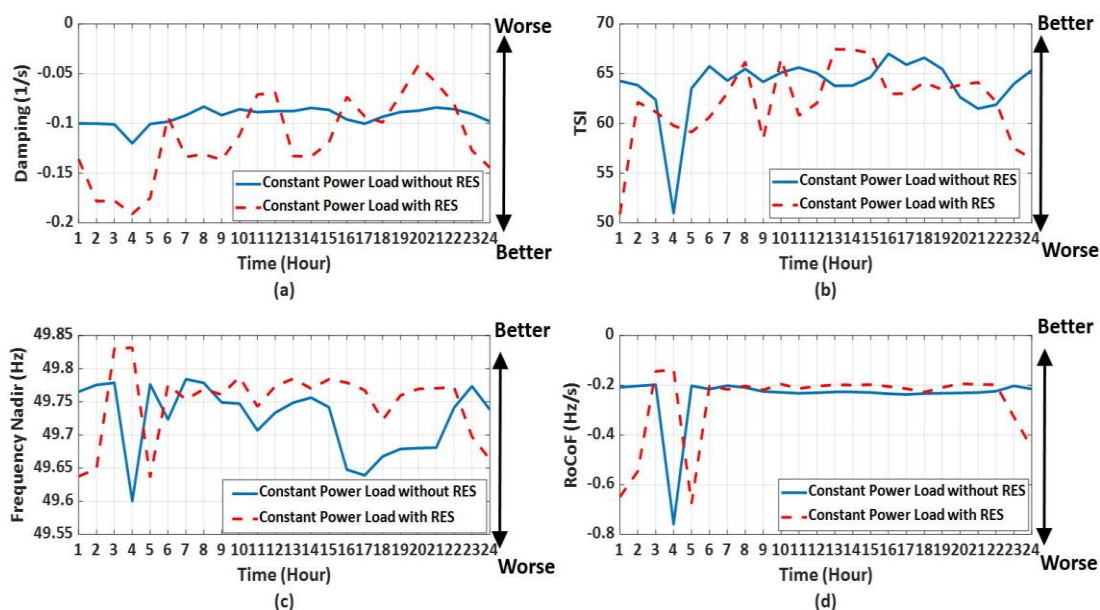 Worse
0
-0.05
-0.1
-0.15
-0.2
Damping (1/s)
Constant Power Load without RES
Constant Power Load with RES
1 2 3 4 5 6 7 8 9 10 11 12 13 14 15 16 17 18 19 20 21 22 23 24
Better
Time (Hour)
(a)
Better
70
65
60
55
50
TSI
Constant Power Load without RES
Constant Power Load with RES
1 2 3 4 5 6 7 8 9 10 11 12 13 14 15 16 17 18 19 20 21 22 23 24
Worse
Time (Hour)
(b)
Better
49.85
49.8
49.75
49.7
49.65
49.6
49.55
Frequency Nadir (Hz)
Constant Power Load without RES
Constant Power Load with RES
1 2 3 4 5 6 7 8 9 10 11 12 13 14 15 16 17 18 19 20 21 22 23 24
Worse
Time (Hour)
(c)
Better
0
-0.2
-0.4
-0.6
-0.8
RoCoF (Hz/s)
Constant Power Load without RES
Constant Power Load with RES
1 2 3 4 5 6 7 8 9 10 11 12 13 14 15 16 17 18 19 20 21 22 23 24
Worse
Time (Hour)
(d)